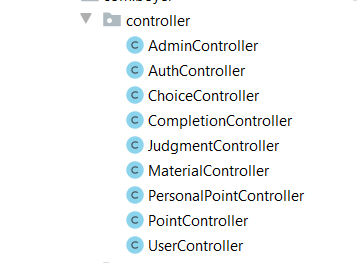 controller
AdminController
AuthController
ChoiceController
CompletionController
JudgmentController
MaterialController
PersonalPointController
PointController
UserController